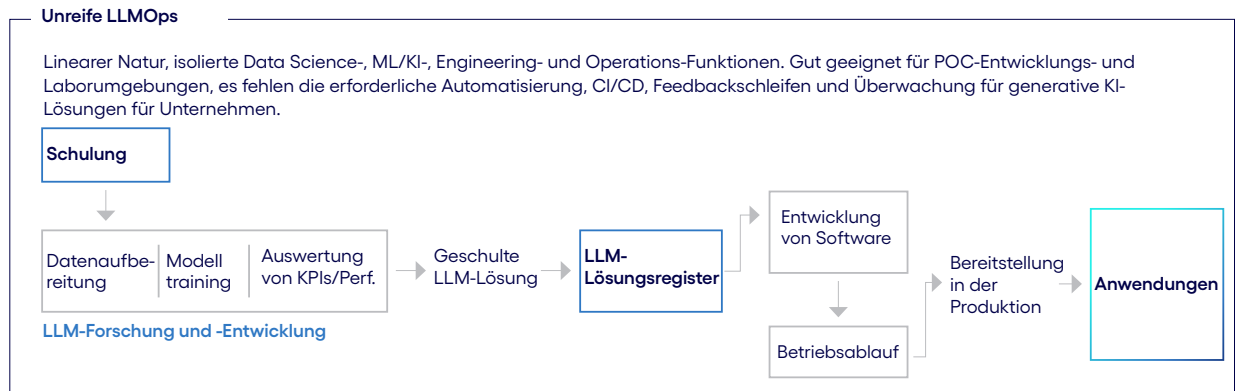 Unreife LLMOps
Linearer Natur, isolierte Data Science-, ML/KI-, Engineering- und Operations-Funktionen. Gut geeignet für POC-Entwicklungs- und
Laborumgebungen, es fehlen die erforderliche Automatisierung, CI/CD, Feedbackschleifen und Überwachung für generative KI-
Lösungen für Unternehmen.
Schulung
Datenaufbe-
reitung
Modell
training
Auswertung
von KPIs/Perf.
LLM-Forschung und -Entwicklung
Geschulte
LLM-Lösung
LLM-
Lösungsregister
Entwicklung
von Software
Betriebsablauf
Bereitstellung
in der
Produktion
Anwendungen